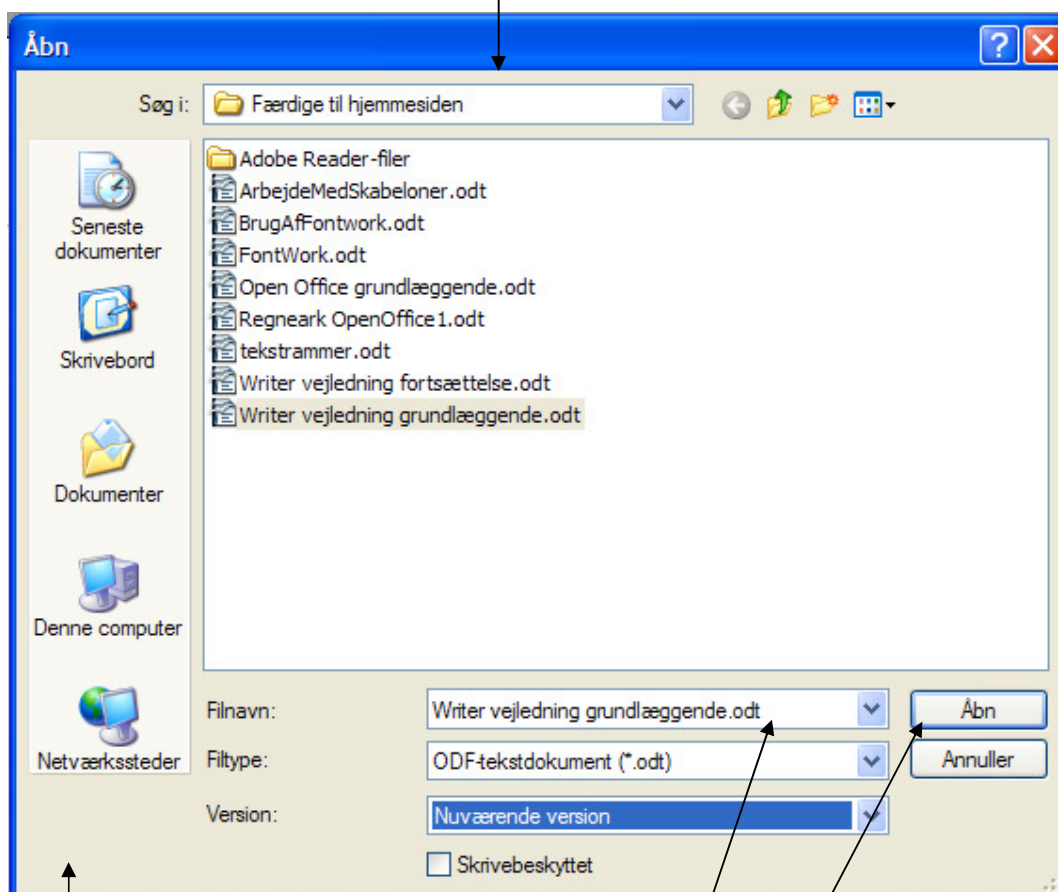 Åbn
?
Søg i: Færdige til hjemmesiden
Adobe Reader-filer
ArbejdeMedSkabeloner.odt
BrugAfFontwork.odt
FontWork.odt
Open Office grundlæggende.odt
Regneark OpenOffice1.odt
tekstrammer.odt
Writer vejledning fortsættelse.odt
Writer vejledning grundlæggende.odt
Seneste
dokumenter
Skrivebord
Dokumenter
Denne computer
Netværkssteder
Filnavn: Writer vejledning grundlæggende.odt Åbn
Filtype: ODF-tekstdokument (*.odt) Annuller
Version: Nuværende version
Skrivebeskyttet